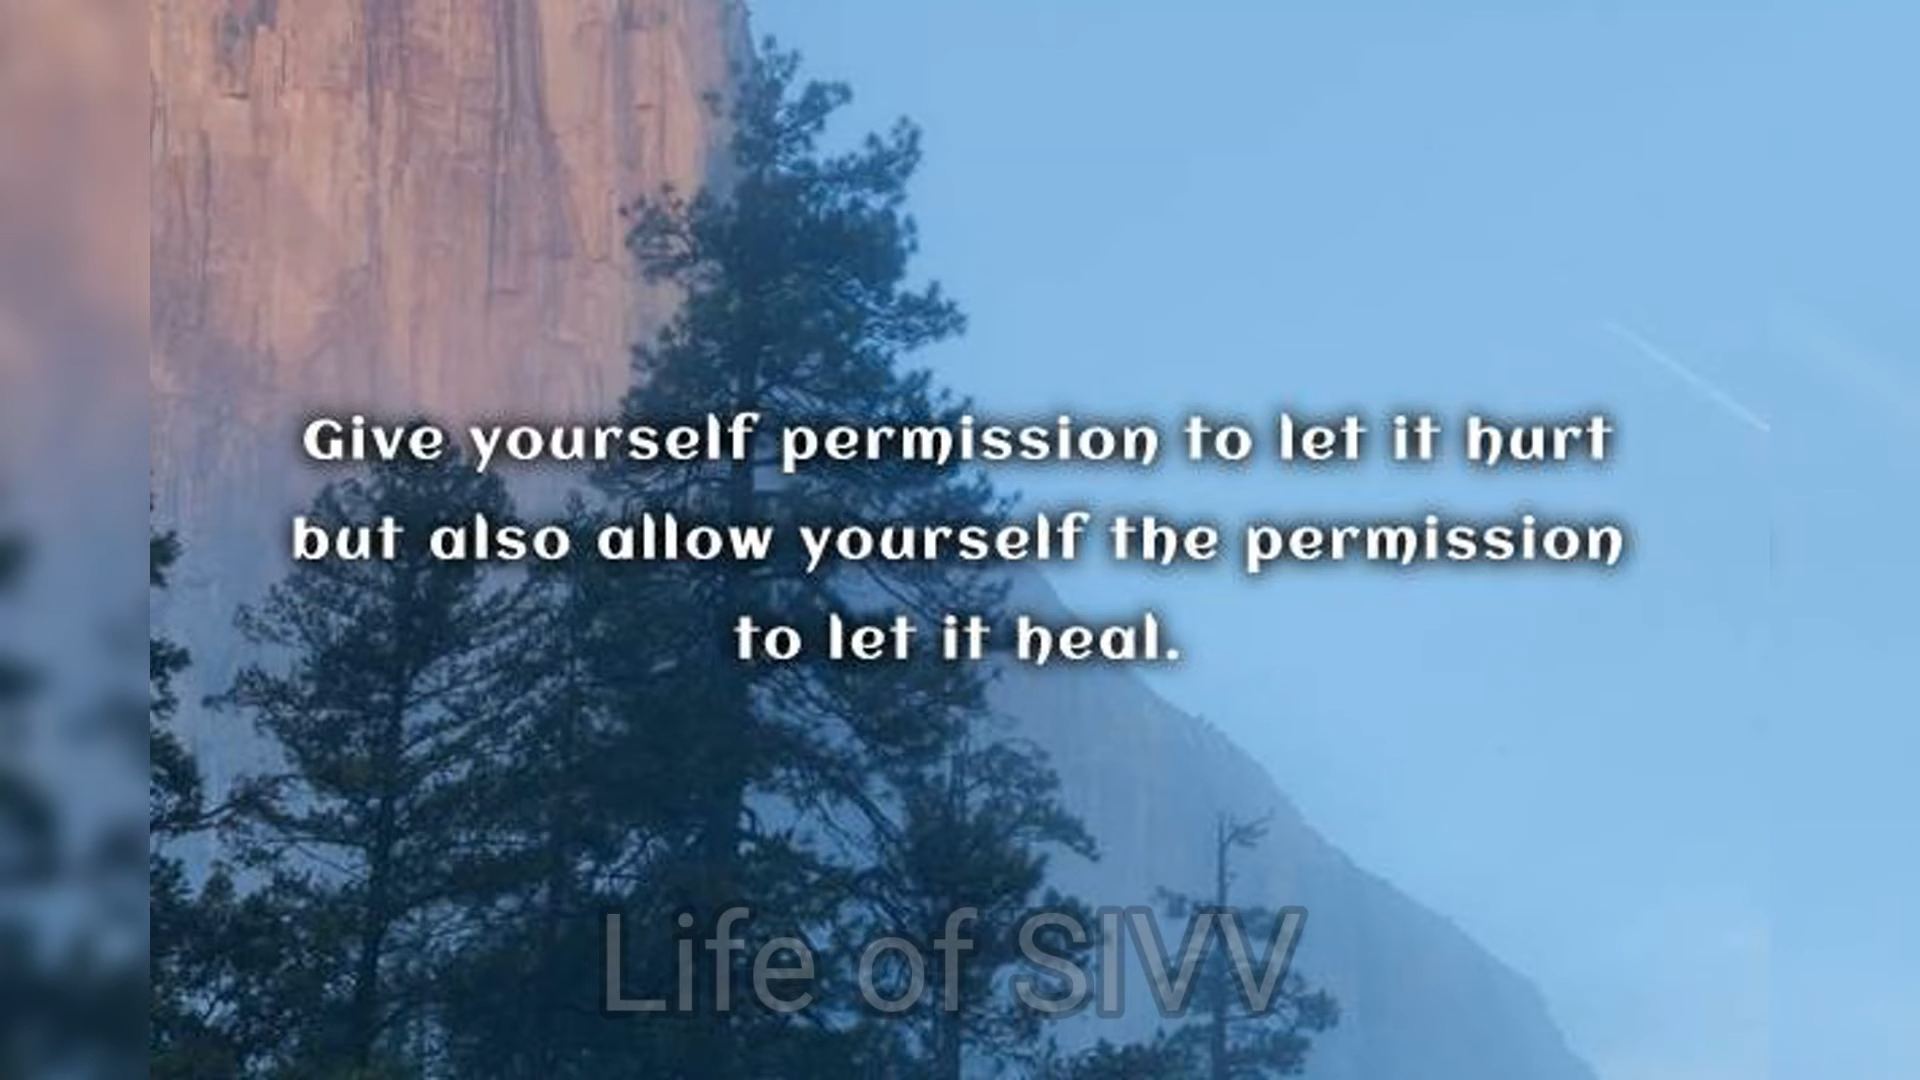 Give yourself permission to let it hurt
but also allow yourself the permission
to let it heal.
Life of SIVV